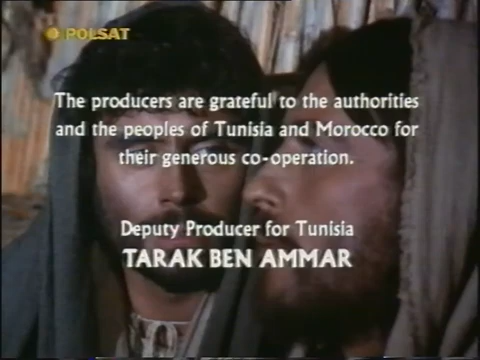 POLSAT
The producers are grateful to the authorities
and the peoples of Tunisia and Morocco for
their generous co-operation.
Deputy Producer for Tunisia
TARAK BEN AMMAR